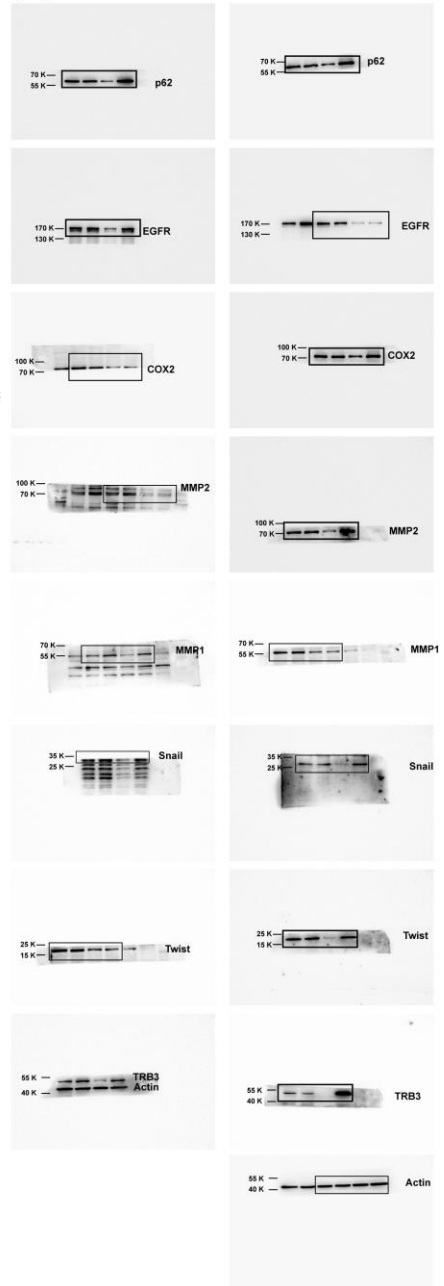 70 K
55 K
p62
70 K
55 K
p62
170 K
130 K
EGFR
170 K
130 K
EGFR
100 K
70 K
COX2
100 K
70 K
COX2
100 K
70 K
MMP2
100 K
70 K
MMP2
70 K
55 K
MMP1
70 K
55 K
MMP1
35 K
25 K
Snail
35 K
25 K
Snail
25 K
15 K
Twist
25 K
15 K
Twist
55 K
40 K
TRB3
Actin
55 K
40 K
TRB3
55 K
40 K
Actin